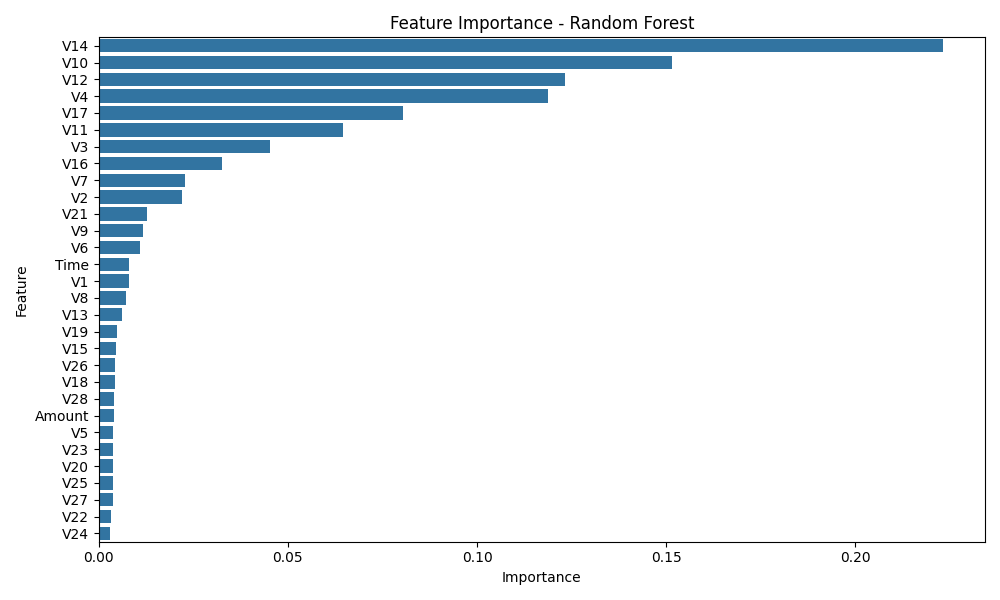 Feature Importance - Random Forest
V14
V10
V12
V4
V17
V11
V3
V16
V7
V2
V21
V9
V6
Time
V1
V8
V13
V19
V15
V26
V18
V28
Amount
V5
V23
V20
V25
V27
V22
V24
Feature
0.00 0.05 0.10 0.15 0.20
Importance